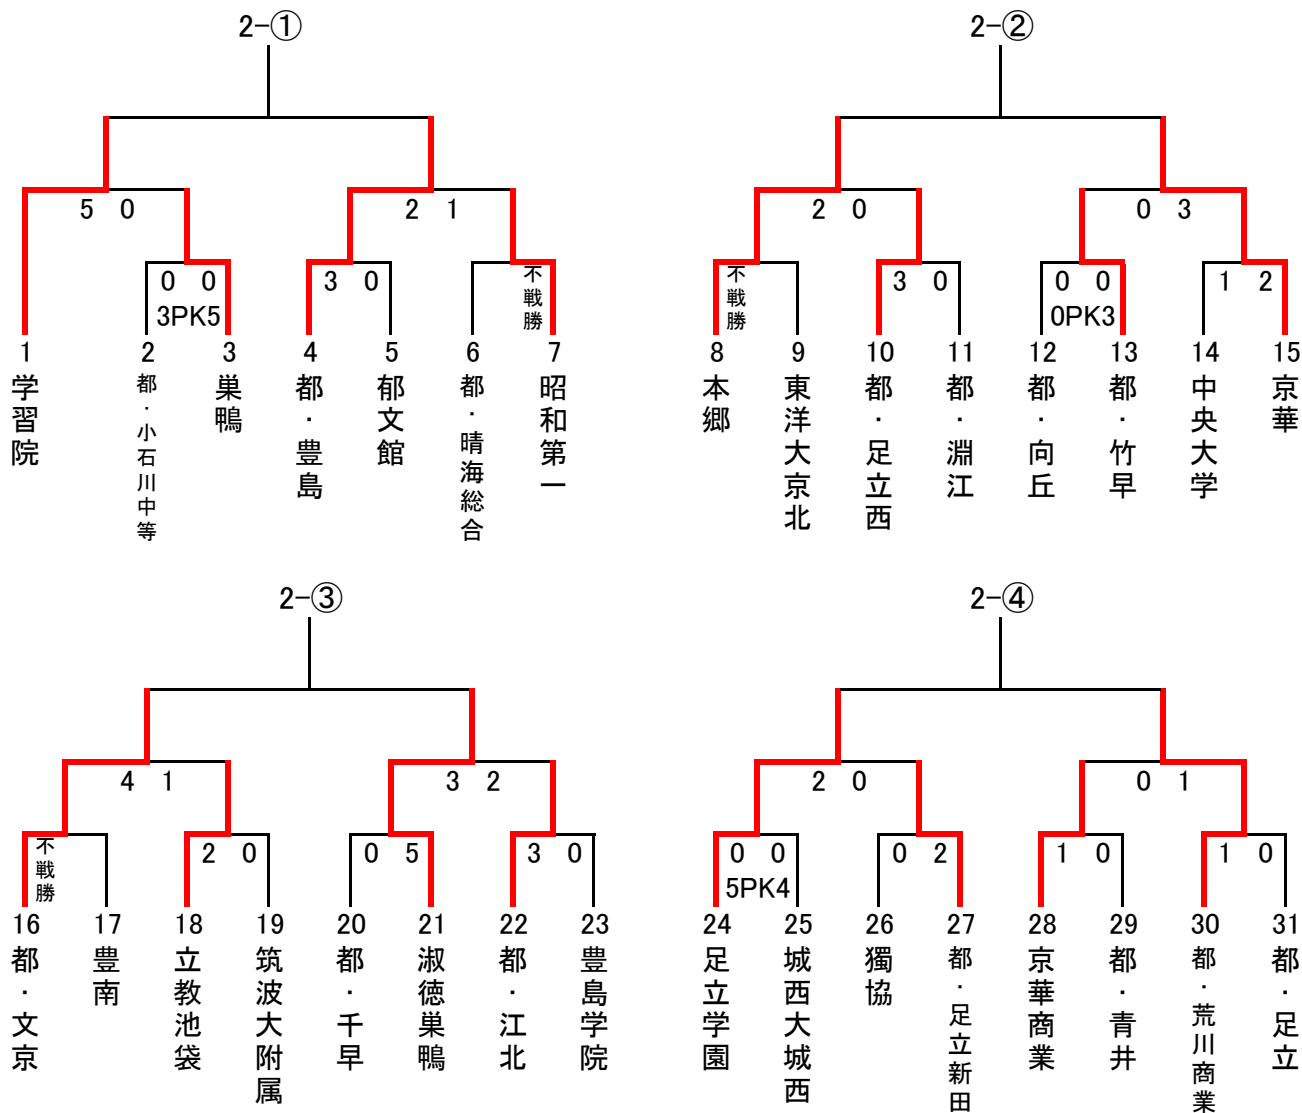 2-① 2-②
5 0 2 1 2 0 0 3
0 0 3 0 不戦勝 不戦勝 3 0 0 0 1 2
3PK5 0PK3
1 2 3 4 5 6 7 8 9 10 11 12 13 14 15
学習院
都・小石川中等
巣鴨
都・豊島
郁文館
都・晴海総合
昭和第一
本郷
東洋大京北
都・足立西
都・淵江
都・向丘
都・竹早
中央大学
京華
2-③ 2-④
4 1 3 2 2 0 0 1
不戦勝 2 0 0 5 3 0 0 0 0 2 1 0 1 0
5PK4
16 17 18 19 20 21 22 23 24 25 26 27 28 29 30 31
都・文京
豊南
立教池袋
筑波大附属
都・千早
淑徳巣鴨
都・江北
豊島学院
足立学園
城西大城西
獨協
都・足立新田
京華商業
都・青井
都・荒川商業
都・足立